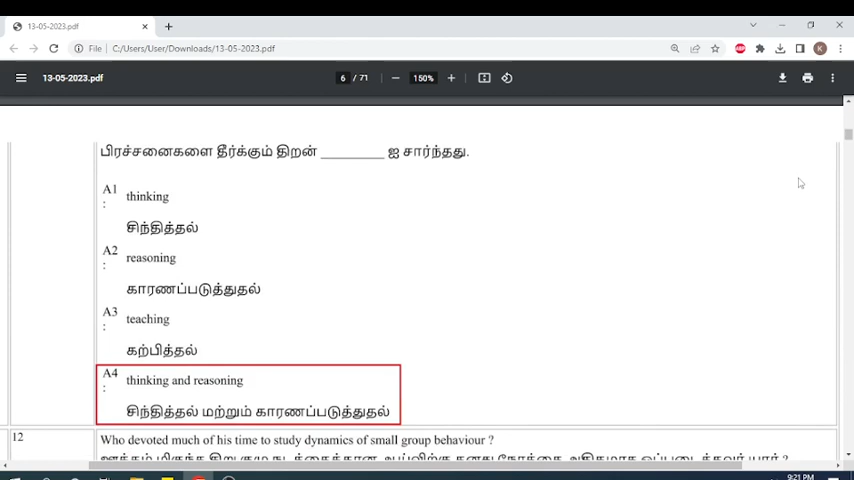 13-05-2023.pdf
File
C:/Users/User/Downloads/13-05-2023.pdf
K
13-05-2023.pdf
6 / 71
150%
பிரச்சனைகளை தீர்க்கும் திறன் ________ ஐ சார்ந்தது.
A1 : thinking
சிந்தித்தல்
A2 : reasoning
காரணப்படுத்துதல்
A3 : teaching
கற்பித்தல்
A4 : thinking and reasoning
சிந்தித்தல் மற்றும் காரணப்படுத்துதல்
12 Who devoted much of his time to study dynamics of small group behaviour ?
9:21 PM